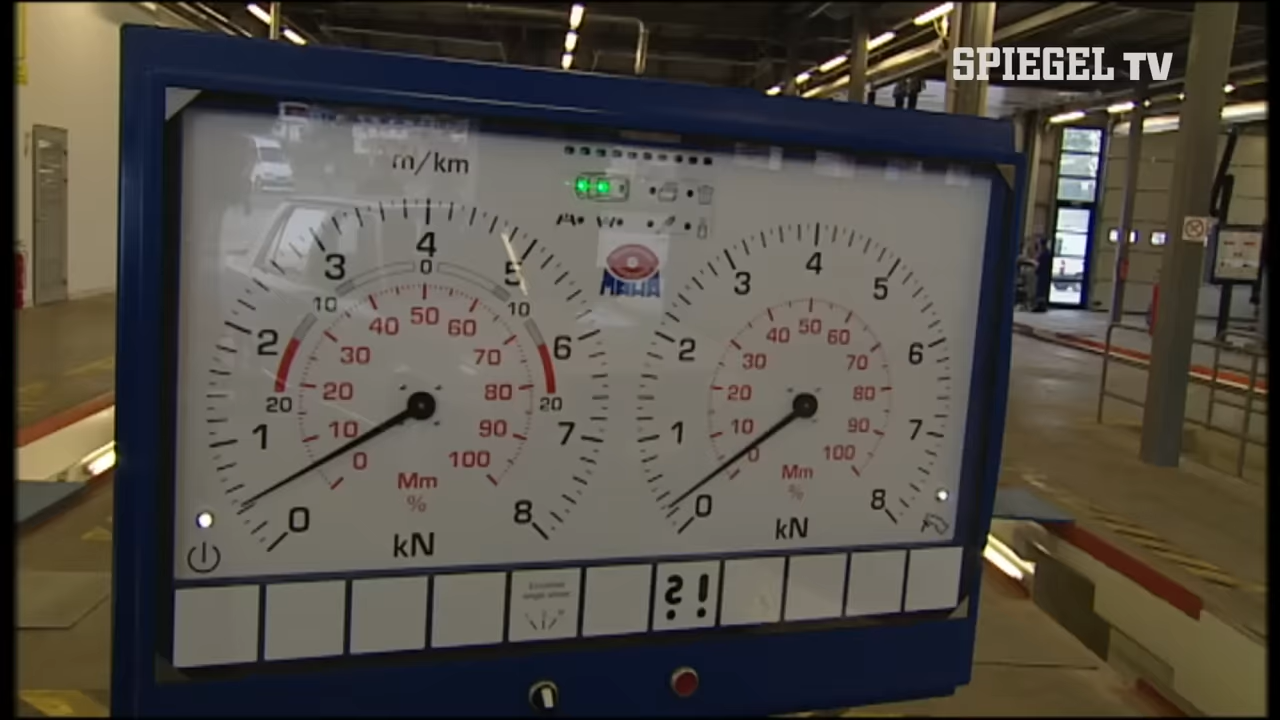 SPIEGEL TV
m/km
MAHA
0 1 2 3 4 5 6 7 8
20 10 0 10 20
0 10 20 30 40 50 60 70 80 90 100
Mm
%
kN
0 1 2 3 4 5 6 7 8
0 10 20 30 40 50 60 70 80 90 100
Mm
%
kN
?!